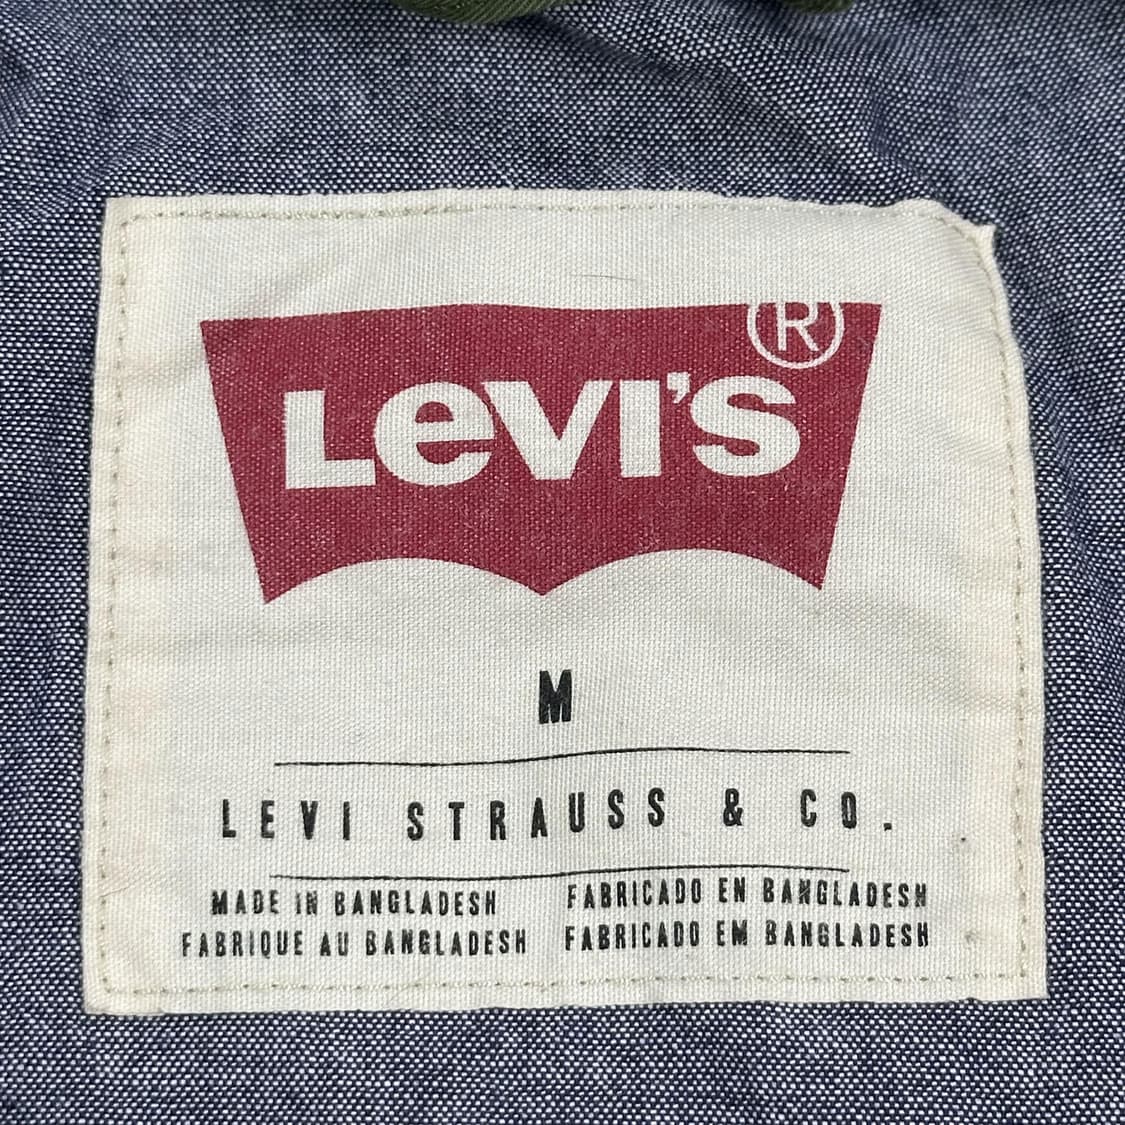 LEVI'S®
M
LEVI STRAUSS & CO.
MADE IN BANGLADESH FABRICADO EN BANGLADESH
FABRIQUE AU BANGLADESH FABRICADO EM BANGLADESH